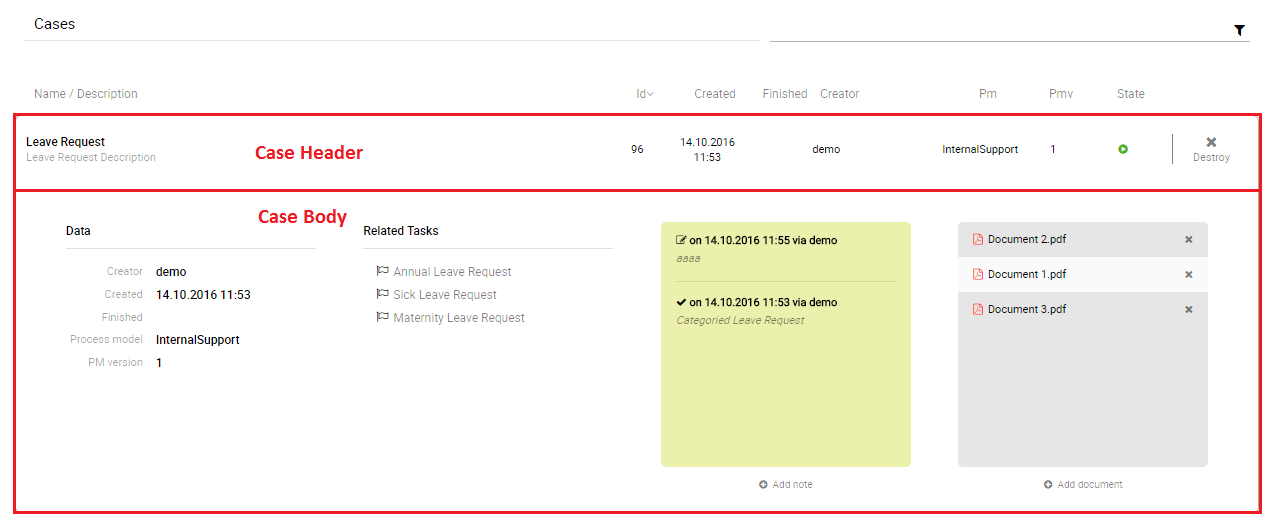 Cases
Name / Description Id Created Finished Creator Pm Pmv State
Leave Request
Leave Request Description
Case Header
96
14.10.2016
11:53
demo
InternalSupport
1
Destroy
Case Body
Data
Creator demo
Created 14.10.2016 11:53
Finished
Process model InternalSupport
PM version 1
Related Tasks
Annual Leave Request
Sick Leave Request
Maternity Leave Request
on 14.10.2016 11:55 via demo
aaaa
on 14.10.2016 11:53 via demo
Categoried Leave Request
Add note
Document 2.pdf
Document 1.pdf
Document 3.pdf
Add document